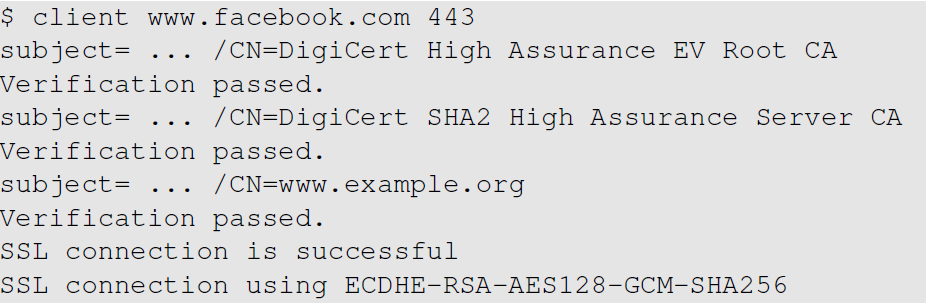 $ client www.facebook.com 443
subject= ... /CN=DigiCert High Assurance EV Root CA
Verification passed.
subject= ... /CN=DigiCert SHA2 High Assurance Server CA
Verification passed.
subject= ... /CN=www.example.org
Verification passed.
SSL connection is successful
SSL connection using ECDHE-RSA-AES128-GCM-SHA256